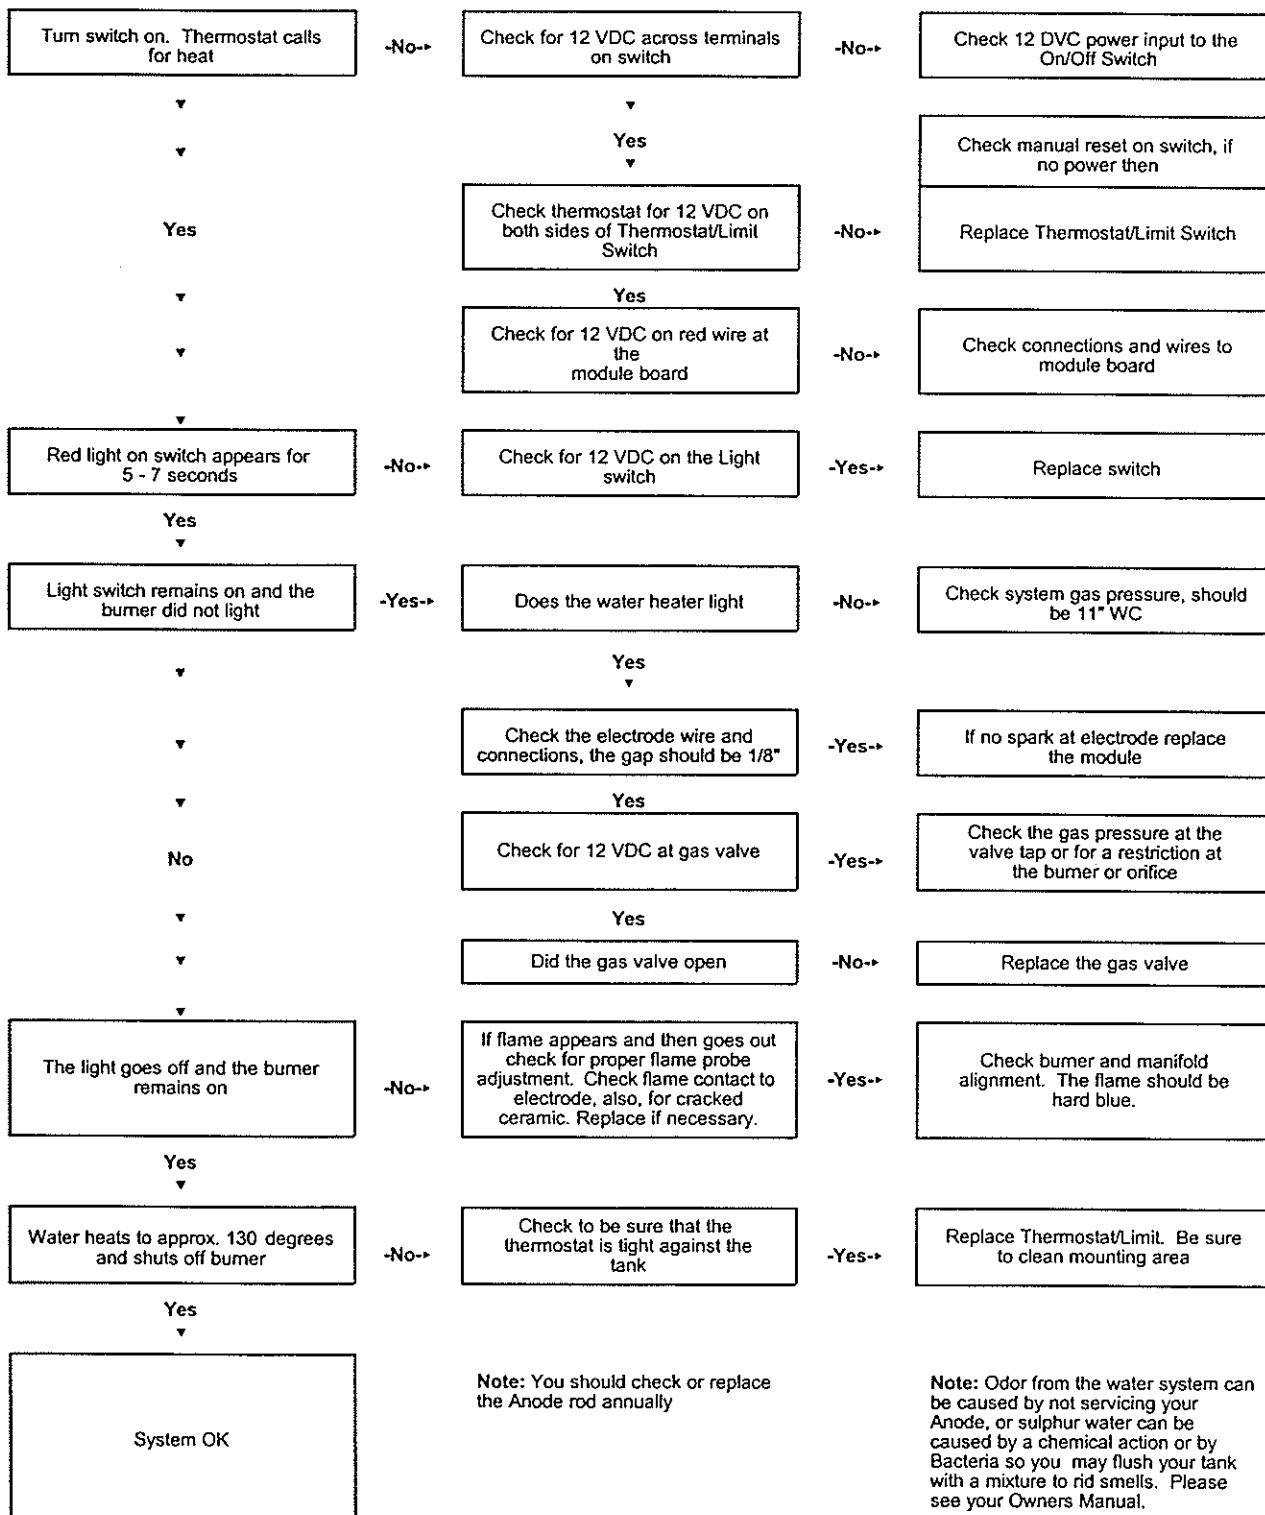 Turn switch on. Thermostat calls
for heat
-No-
Check for 12 VDC across terminals
on switch
-No-
Check 12 DVC power input to the
On/Off Switch
Yes
Check manual reset on switch, if
no power then
Yes
Check thermostat for 12 VDC on
both sides of Thermostat/Limit
Switch
-No-
Replace Thermostat/Limit Switch
Yes
Check for 12 VDC on red wire at
the
module board
-No-
Check connections and wires to
module board
Red light on switch appears for
5 - 7 seconds
-No-
Check for 12 VDC on the Light
switch
-Yes-
Replace switch
Yes
Light switch remains on and the
burner did not light
-Yes-
Does the water heater light
-No-
Check system gas pressure, should
be 11" WC
Yes
Check the electrode wire and
connections, the gap should be 1/8"
-Yes-
If no spark at electrode replace
the module
Yes
No
Check for 12 VDC at gas valve
-Yes-
Check the gas pressure at the
valve tap or for a restriction at
the burner or orifice
Yes
Did the gas valve open
-No-
Replace the gas valve
The light goes off and the burner
remains on
-No-
If flame appears and then goes out
check for proper flame probe
adjustment. Check flame contact to
electrode, also, for cracked
ceramic. Replace if necessary.
-Yes-
Check burner and manifold
alignment. The flame should be
hard blue.
Yes
Water heats to approx. 130 degrees
and shuts off burner
-No-
Check to be sure that the
thermostat is tight against the
tank
-Yes-
Replace Thermostat/Limit. Be sure
to clean mounting area
Yes
System OK
Note: You should check or replace
the Anode rod annually
Note: Odor from the water system can
be caused by not servicing your
Anode, or sulphur water can be
caused by a chemical action or by
Bacteria so you may flush your tank
with a mixture to rid smells. Please
see your Owners Manual.